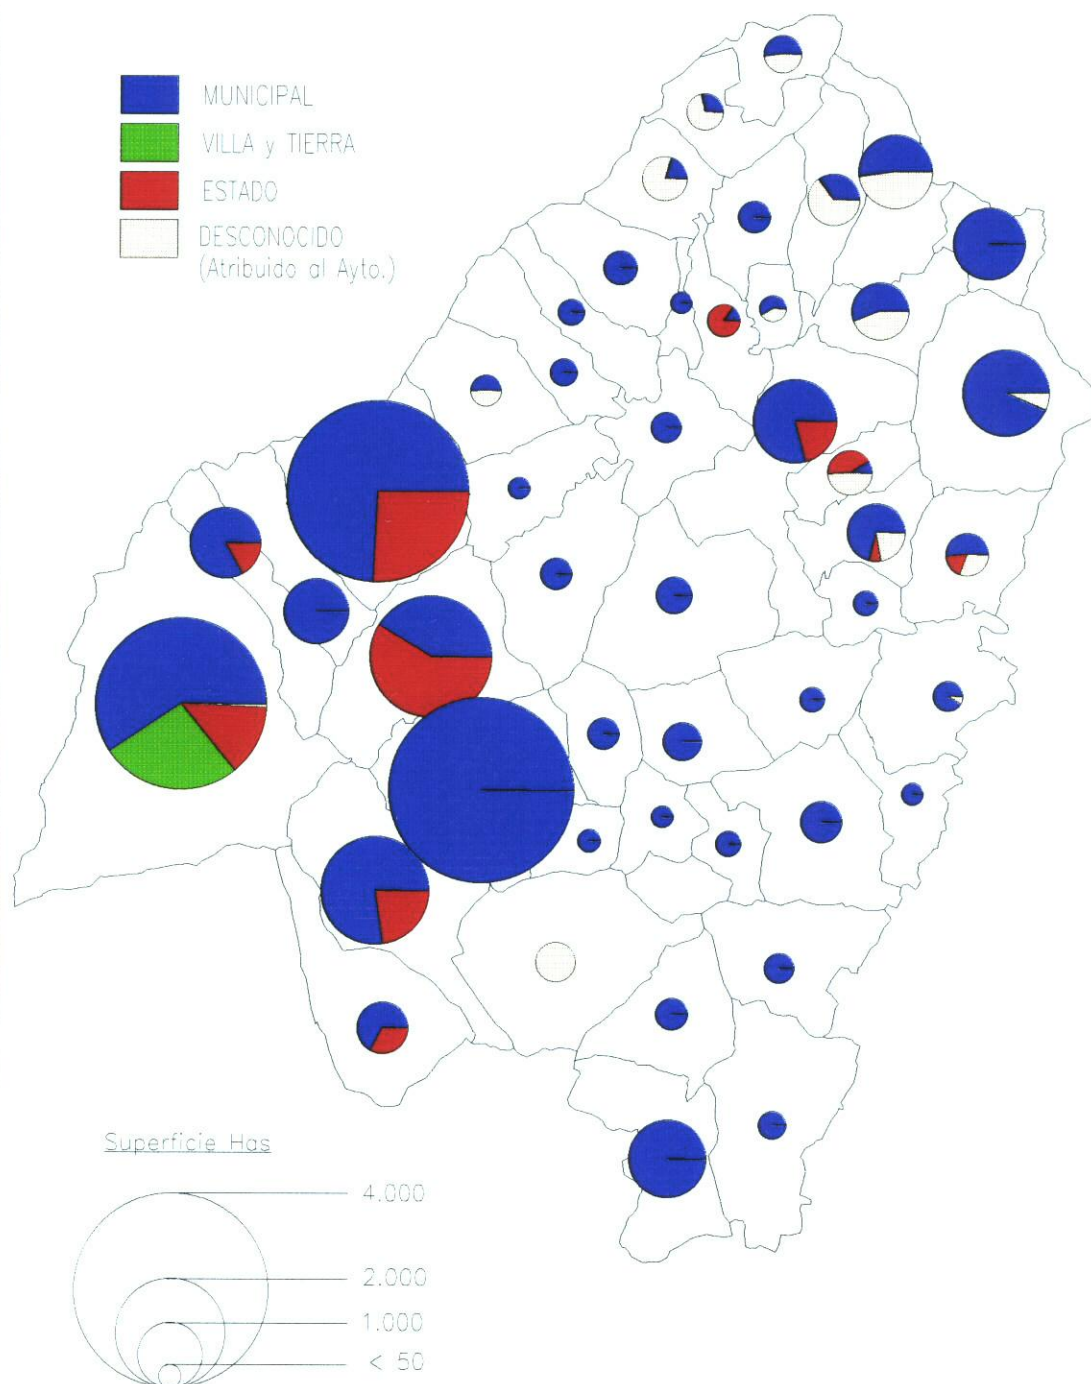 MUNICIPAL
VILLA y TIERRA
ESTADO
DESCONOCIDO
(Atribuido al Ayto.)
Superficie Has
4.000
2.000
1.000
< 50